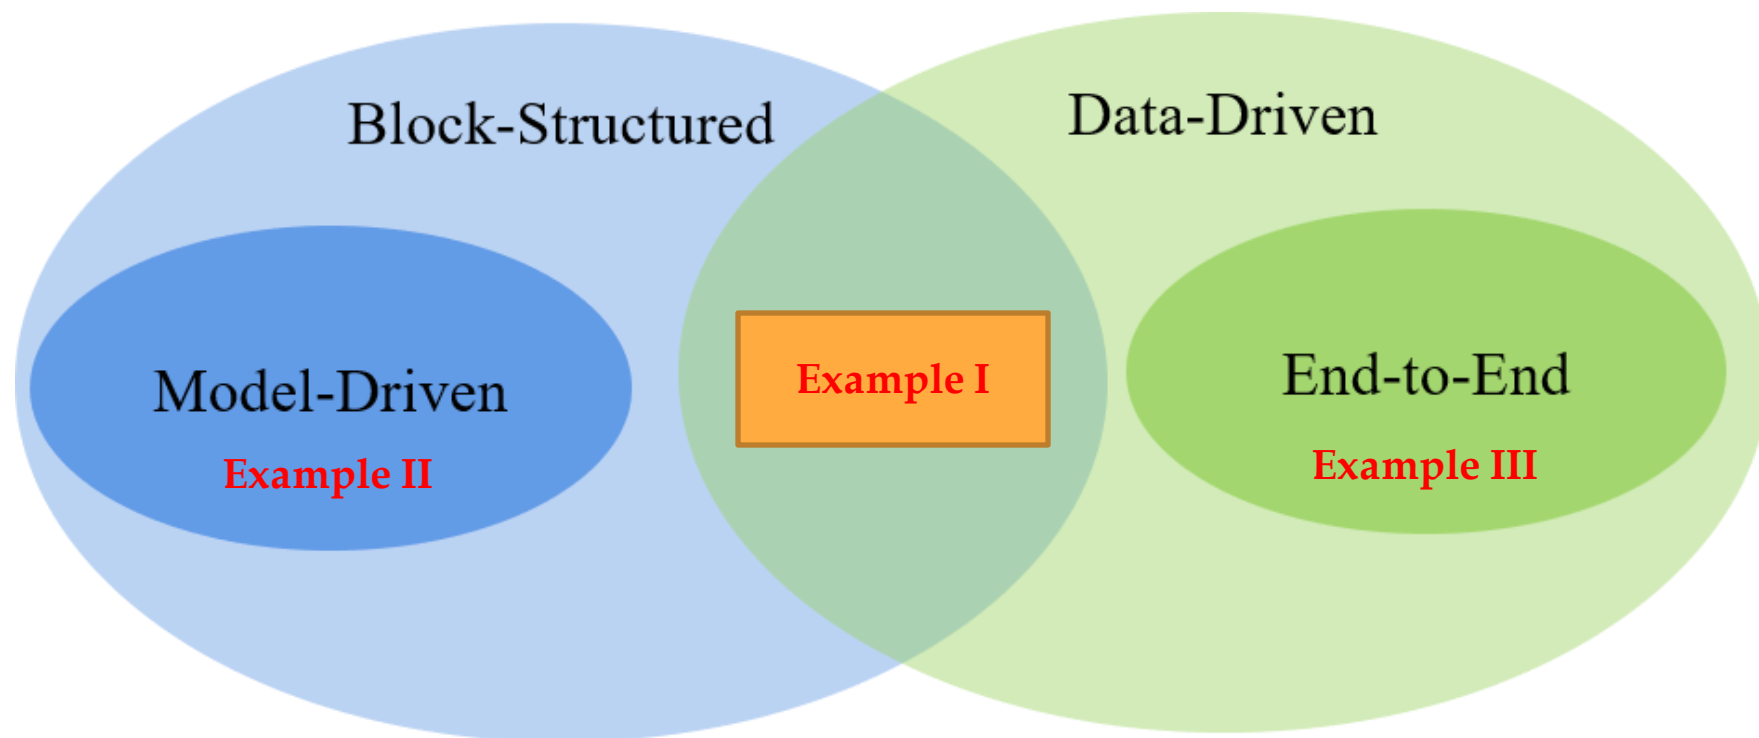 Block-Structured
Data-Driven
Model-Driven
Example II
Example I
End-to-End
Example III